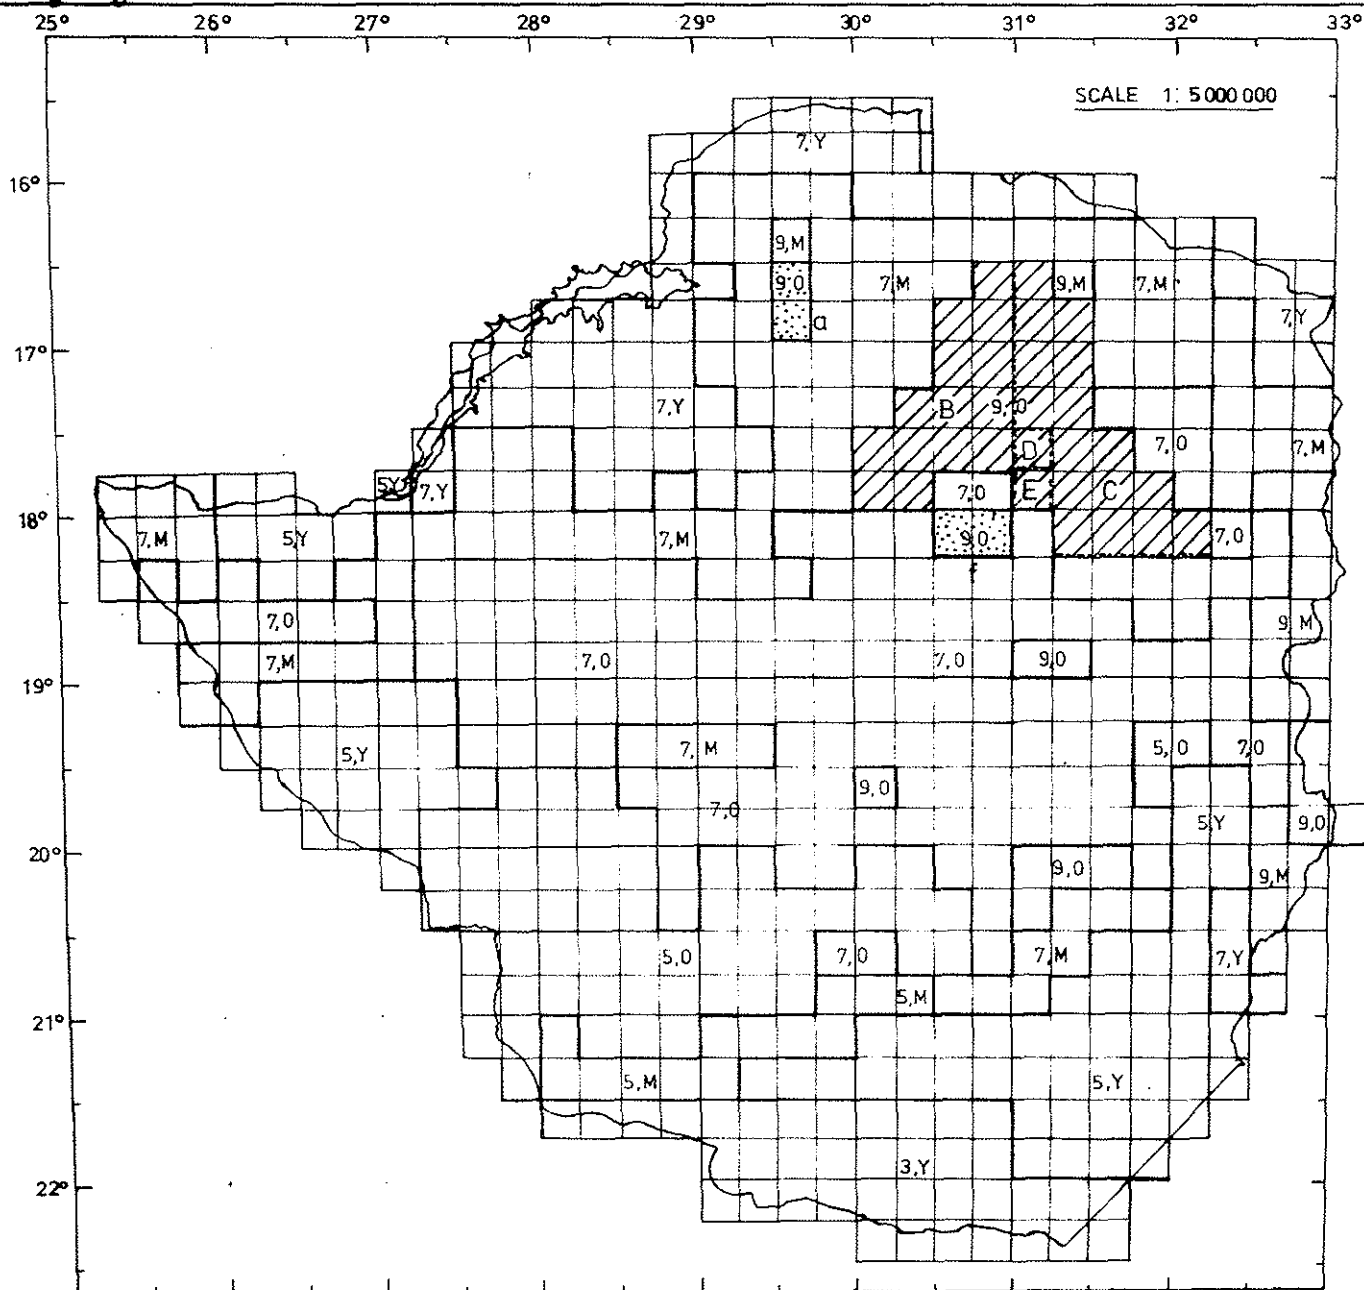 25° 26° 27° 28° 29° 30° 31° 32° 33°
SCALE 1: 5 000 000
7,Y
16°
9,M
9,0 7,M 9,M 7,M
7,Y
a
17°
7,Y B 9,0
D 7,0 7,M
5Y 7,Y 7,0 E C
18°
7,M 5,Y 7,M 9,0 7,0
f
7,0 9,M
7,M 7,0 7,0 9,0
19°
5,Y 7,M 5,0 7,0
9,0
7,0 5,Y 9,0
20°
9,0 9,M
5,0 7,0 7,M 7,Y
5,M
21°
5,M 5,Y
3,Y
22°